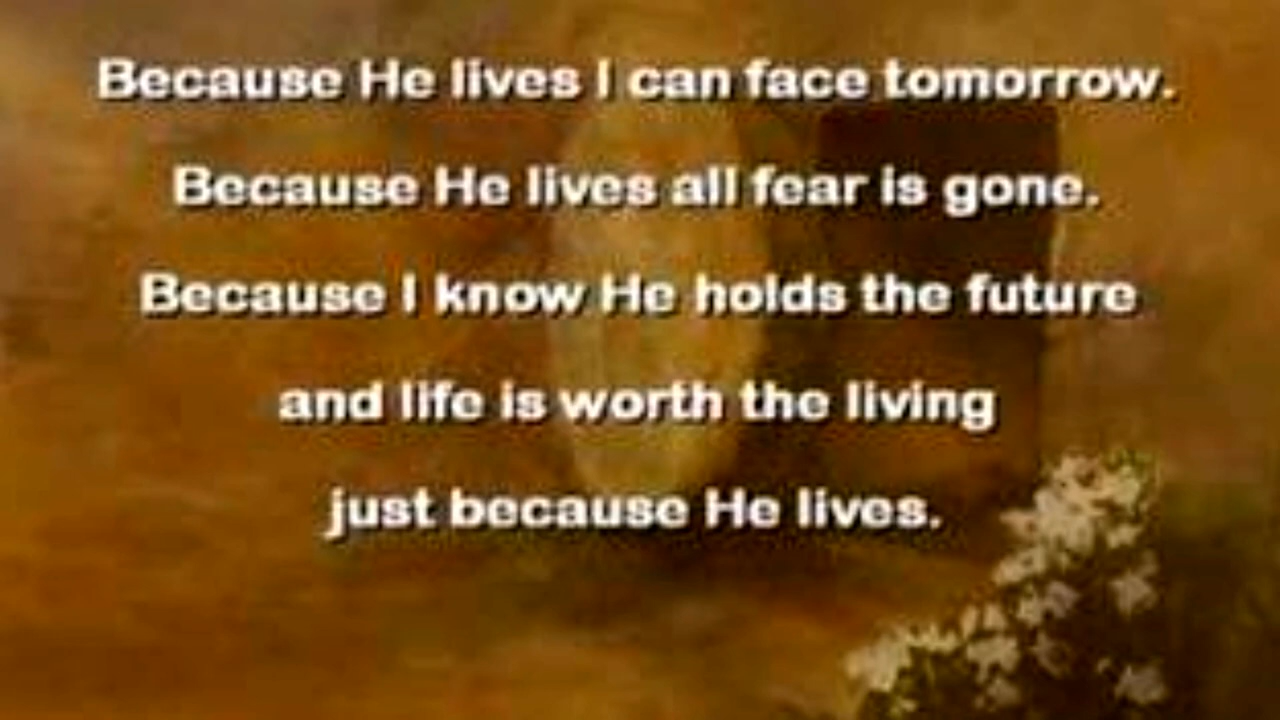 Because He lives I can face tomorrow.
Because He lives all fear is gone.
Because I know He holds the future
and life is worth the living
just because He lives.